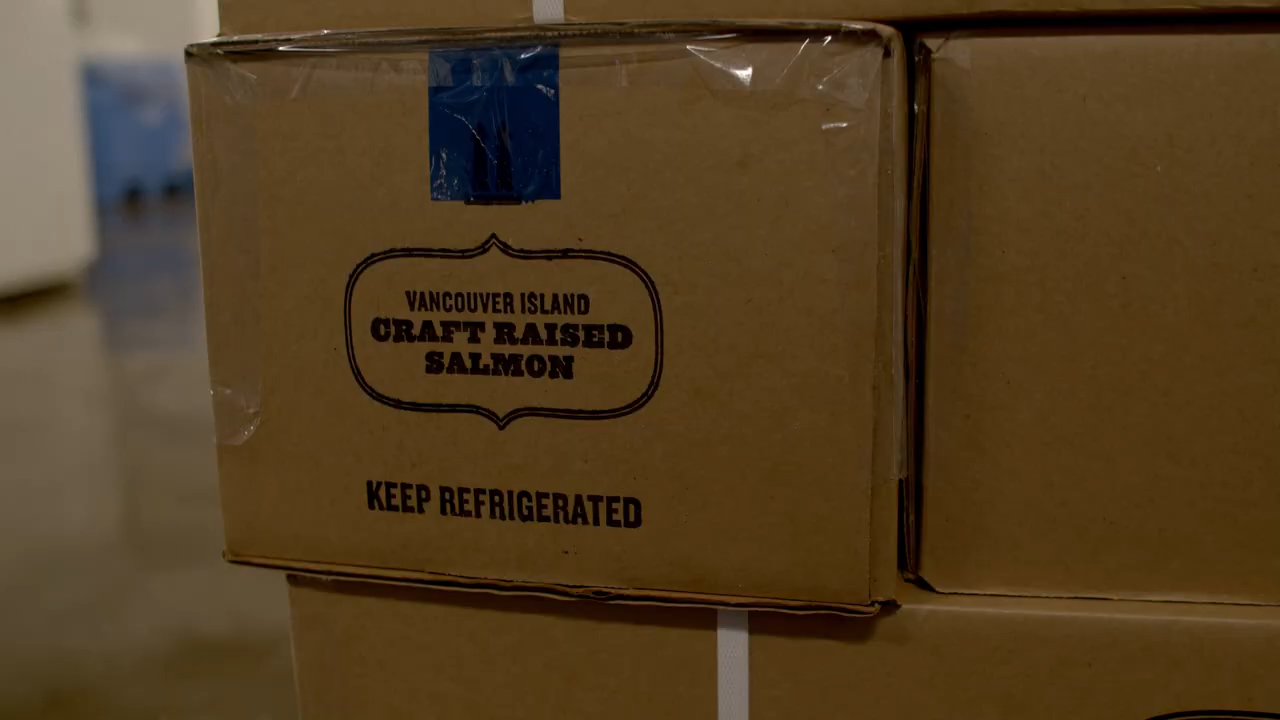 VANCOUVER ISLAND
CRAFT RAISED
SALMON
KEEP REFRIGERATED